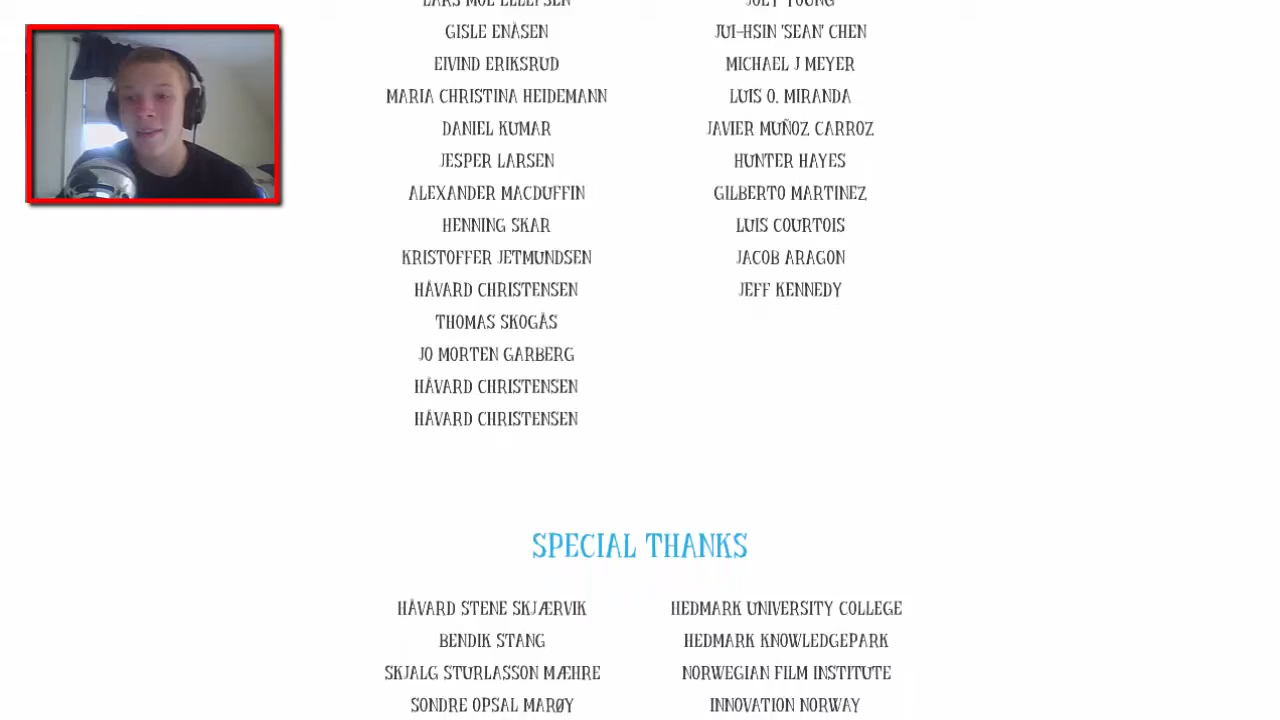 GISLE ENÅSEN
EIVIND ERIKSRUD
MARIA CHRISTINA HEIDEMANN
DANIEL KUMAR
JESPER LARSEN
ALEXANDER MACDUFFIN
HENNING SKAR
KRISTOFFER JETMUNDSEN
HÅVARD CHRISTENSEN
THOMAS SKOGÅS
JO MORTEN GARBERG
HÅVARD CHRISTENSEN
HÅVARD CHRISTENSEN
JOEY YOUNG
JUI-HSIN 'SEAN' CHEN
MICHAEL J MEYER
LUIS O. MIRANDA
JAVIER MUÑOZ CARROZ
HUNTER HAYES
GILBERTO MARTINEZ
LUIS COURTOIS
JACOB ARAGON
JEFF KENNEDY
SPECIAL THANKS
HÅVARD STENE SKJÆRVIK
BENDIK STANG
SKJALG STURLASSON MÆHRE
SONDRE OPSAL MARØY
HEDMARK UNIVERSITY COLLEGE
HEDMARK KNOWLEDGEPARK
NORWEGIAN FILM INSTITUTE
INNOVATION NORWAY